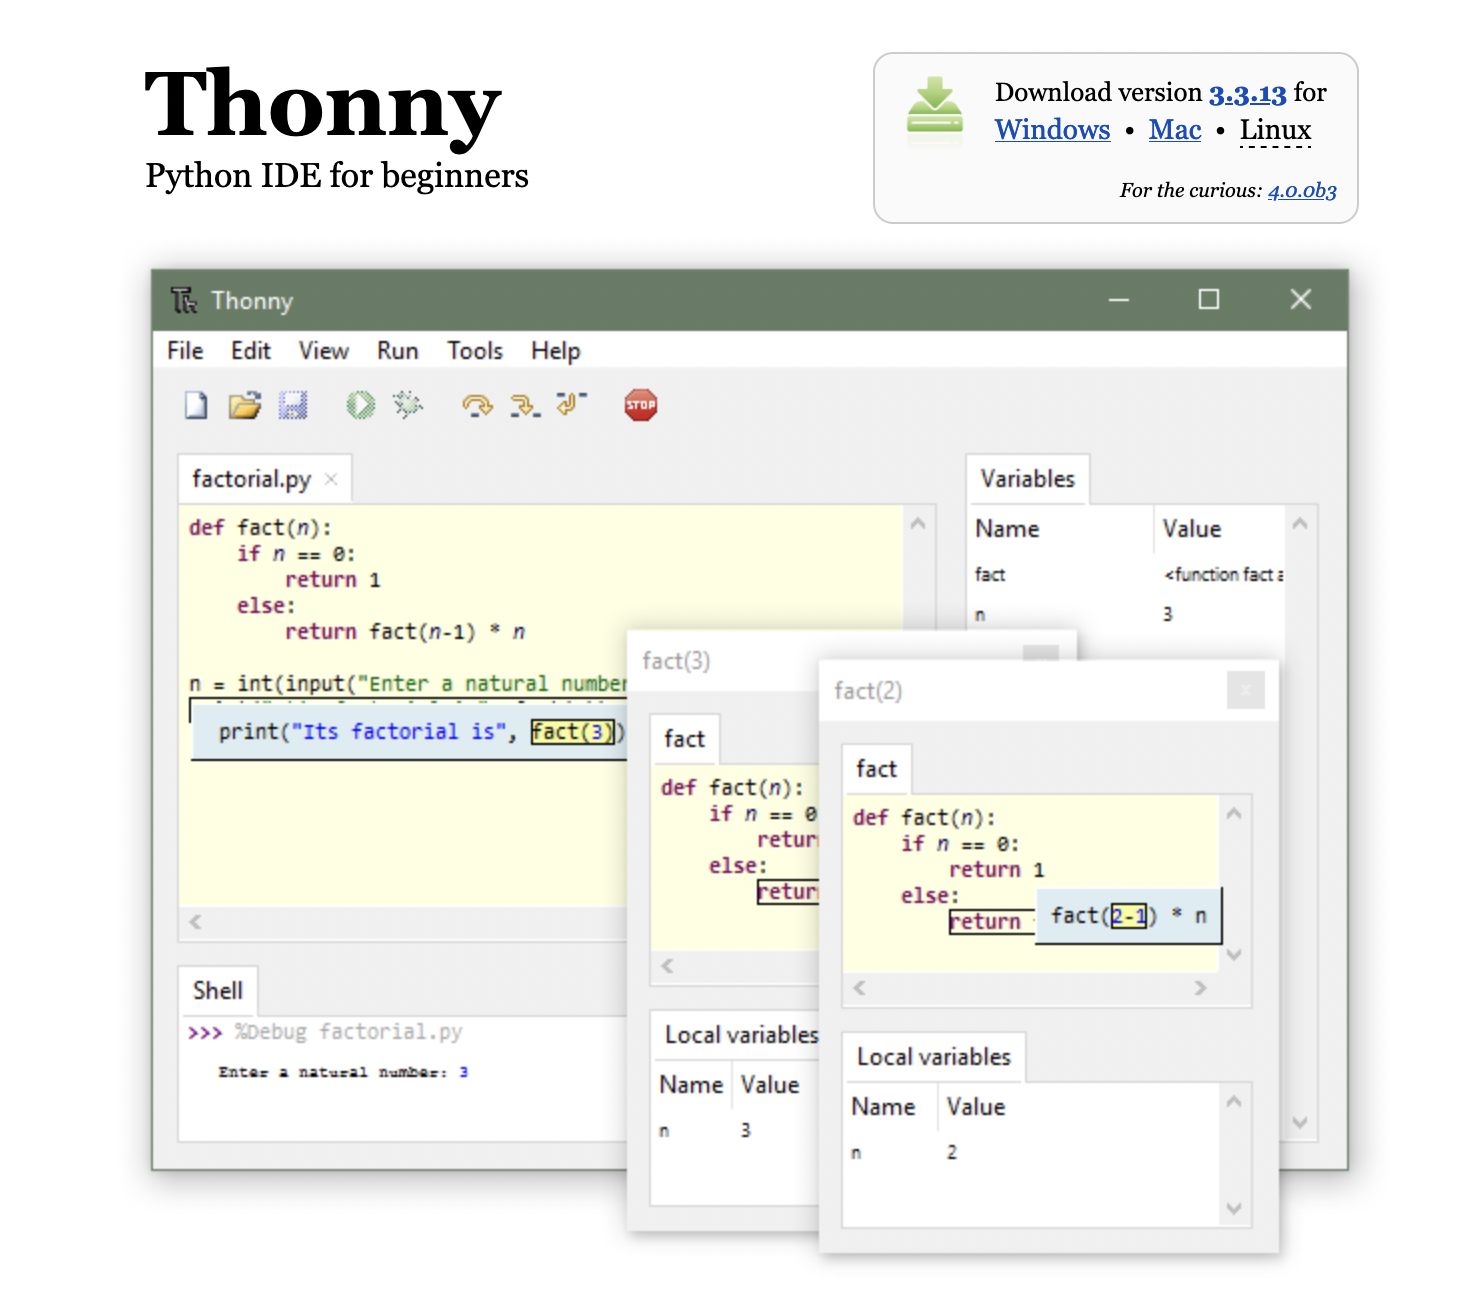 Thonny
Python IDE for beginners
Download version 3.3.13 for
Windows • Mac • Linux
For the curious: 4.0.0b3
Thonny
File Edit View Run Tools Help
STOP
factorial.py
def fact(n):
    if n == 0:
        return 1
    else:
        return fact(n-1) * n
n = int(input("Enter a natural number
print("Its factorial is", fact(3))
Shell
>>> %Debug factorial.py
Enter a natural number: 3
Variables
Name Value
fact <function fact a
n 3
fact(3)
fact
def fact(n):
    if n == 0
        return
    else:
        return
Local variables
Name Value
n 3
fact(2)
fact
def fact(n):
    if n == 0:
        return 1
    else:
        return fact(2-1) * n
Local variables
Name Value
n 2